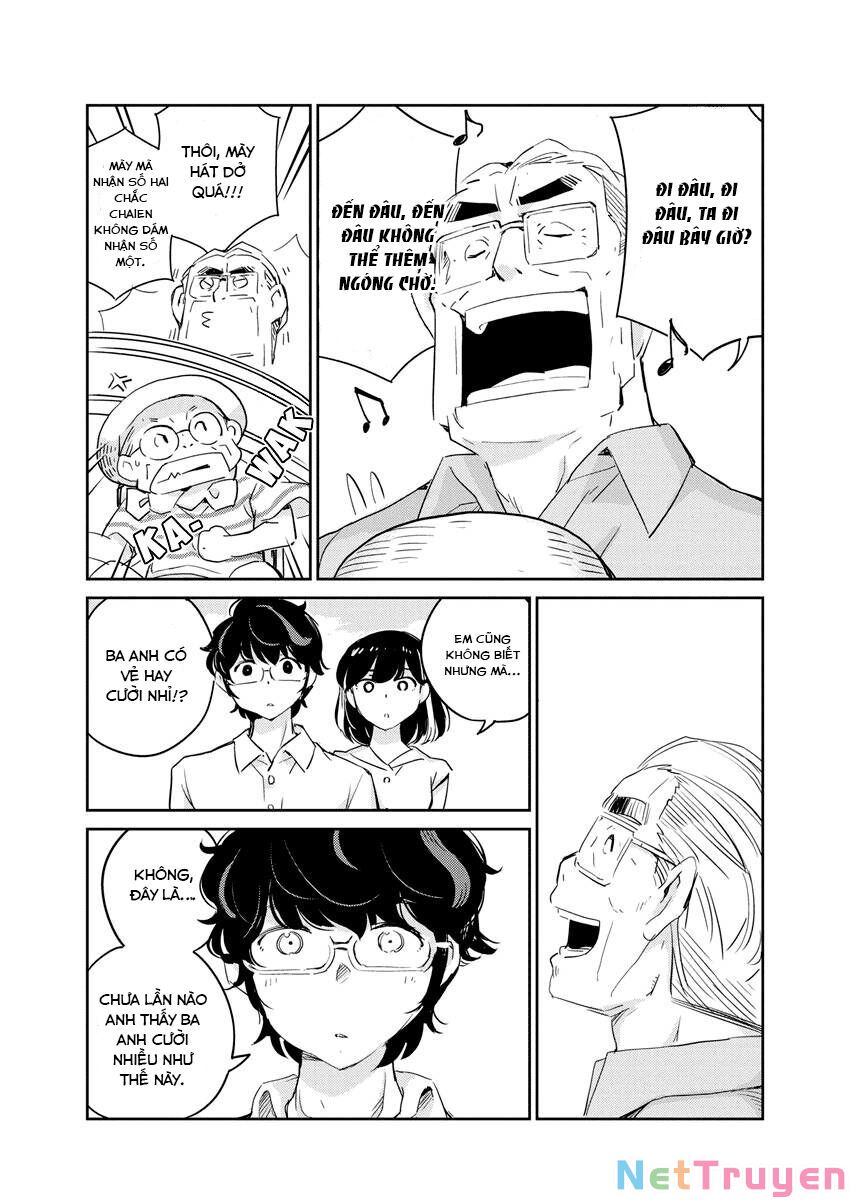 ĐI ĐÂU, ĐI
ĐÂU, TA ĐI
ĐÂU BÂY GIỜ?
ĐẾN ĐÂU, ĐẾN
ĐÂU KHÔNG
THỂ THÊM
NGÓNG CHỜ.
THÔI, MÀY
HÁT DỞ
QUÁ!!!
MÀY MÀ
NHẬN SỐ HAI
CHẮC
CHAIEN
KHÔNG DÁM
NHẬN SỐ
MỘT.
KA-
WAK
EM CŨNG
KHÔNG BIẾT
NHƯNG MÀ...
BA ANH CÓ
VẺ HAY
CƯỜI NHỈ!?
KHÔNG,
ĐÂY LÀ...
CHƯA LẦN NÀO
ANH THẤY BA
ANH CƯỜI
NHIỀU NHƯ
THẾ NÀY.
NetTruyen